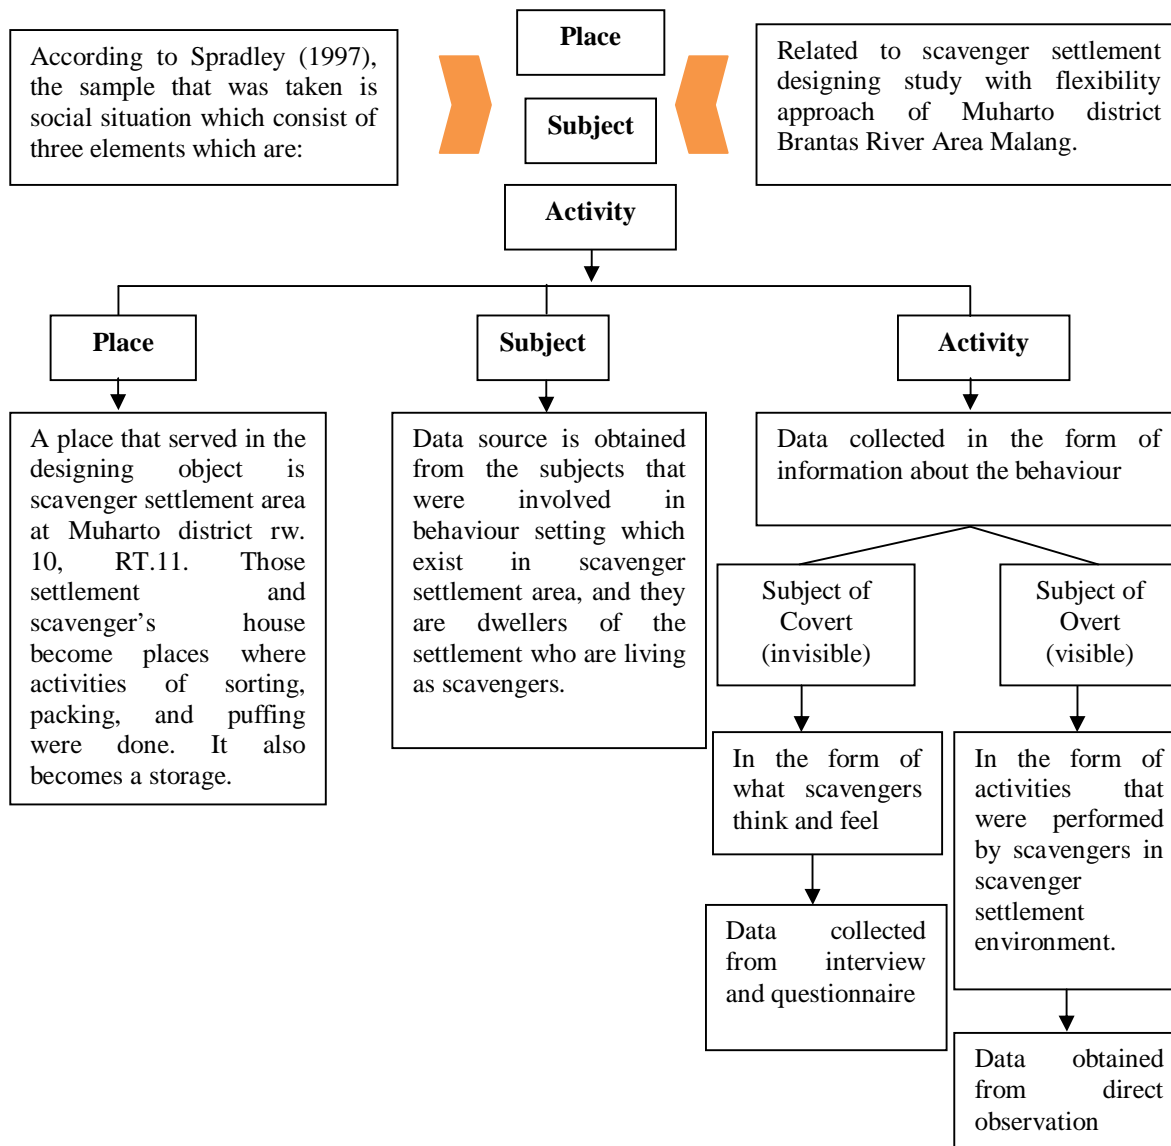 According to Spradley (1997),
the sample that was taken is
social situation which consist of
three elements which are:
Place
Subject
Activity
Related to scavenger settlement
designing study with flexibility
approach of Muharto district
Brantas River Area Malang.
Place
A place that served in the
designing object is
scavenger settlement area
at Muharto district rw.
10, RT.11. Those
settlement and
scavenger’s house
become places where
activities of sorting,
packing, and puffing
were done. It also
becomes a storage.
Subject
Data source is obtained
from the subjects that
were involved in
behaviour setting which
exist in scavenger
settlement area, and they
are dwellers of the
settlement who are living
as scavengers.
Activity
Data collected in the form of
information about the behaviour
Subject of
Covert
(invisible)
In the form of
what scavengers
think and feel
Data collected
from interview
and questionnaire
Subject of
Overt
(visible)
In the form of
activities that
were performed
by scavengers in
scavenger
settlement
environment.
Data obtained
from direct
observation